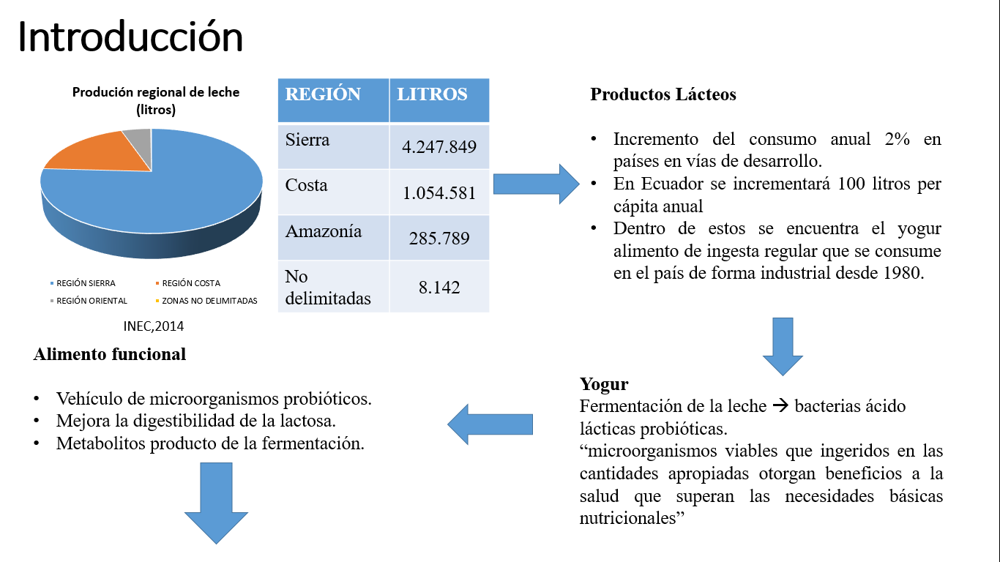 Introducción
Produción regional de leche
(litros)
REGIÓN SIERRA
REGIÓN COSTA
REGIÓN ORIENTAL
ZONAS NO DELIMITADAS
INEC,2014
REGIÓN LITROS
Sierra 4.247.849
Costa 1.054.581
Amazonía 285.789
No
delimitadas 8.142
Productos Lácteos
• Incremento del consumo anual 2% en
países en vías de desarrollo.
• En Ecuador se incrementará 100 litros per
cápita anual
• Dentro de estos se encuentra el yogur
alimento de ingesta regular que se consume
en el país de forma industrial desde 1980.
Yogur
Fermentación de la leche → bacterias ácido
lácticas probióticas.
“microorganismos viables que ingeridos en las
cantidades apropiadas otorgan beneficios a la
salud que superan las necesidades básicas
nutricionales”
Alimento funcional
• Vehículo de microorganismos probióticos.
• Mejora la digestibilidad de la lactosa.
• Metabolitos producto de la fermentación.